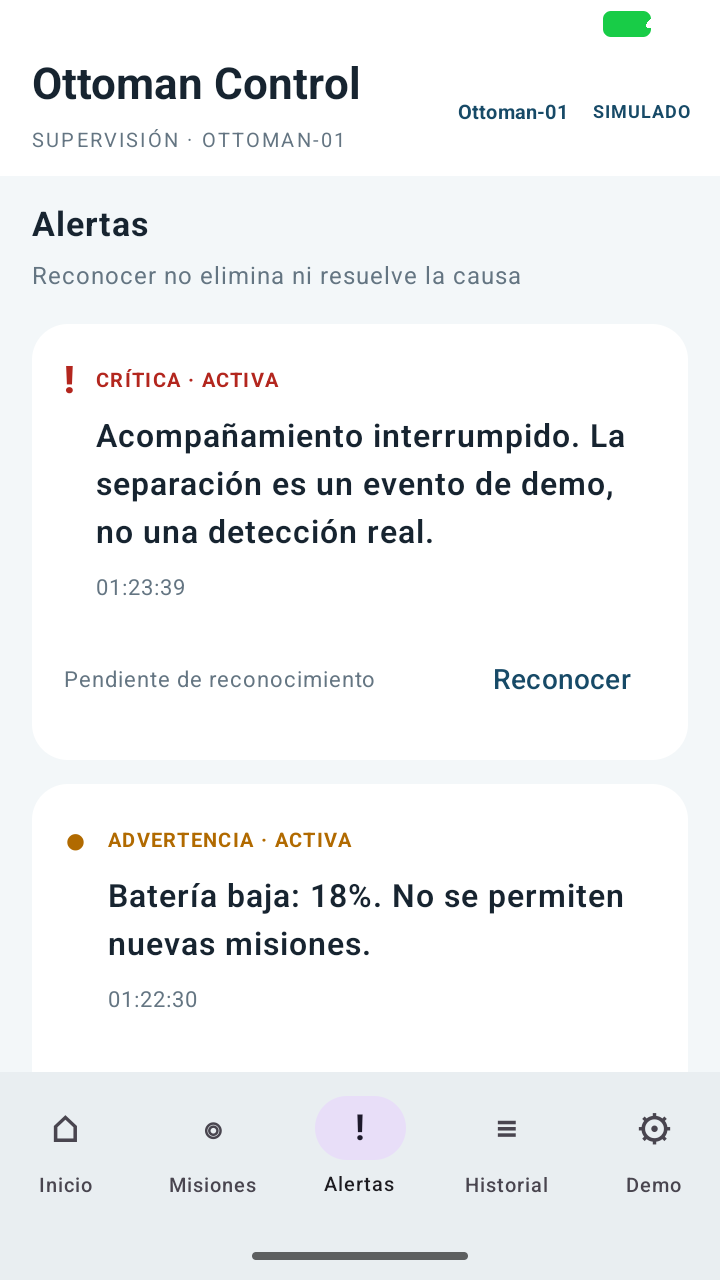 Ottoman Control
SUPERVISIÓN · OTTOMAN-01
Ottoman-01
SIMULADO
Alertas
Reconocer no elimina ni resuelve la causa
! CRÍTICA · ACTIVA
Acompañamiento interrumpido. La
separación es un evento de demo,
no una detección real.
01:23:39
Pendiente de reconocimiento
Reconocer
ADVERTENCIA · ACTIVA
Batería baja: 18%. No se permiten
nuevas misiones.
01:22:30
!
Inicio
Misiones
Alertas
Historial
Demo